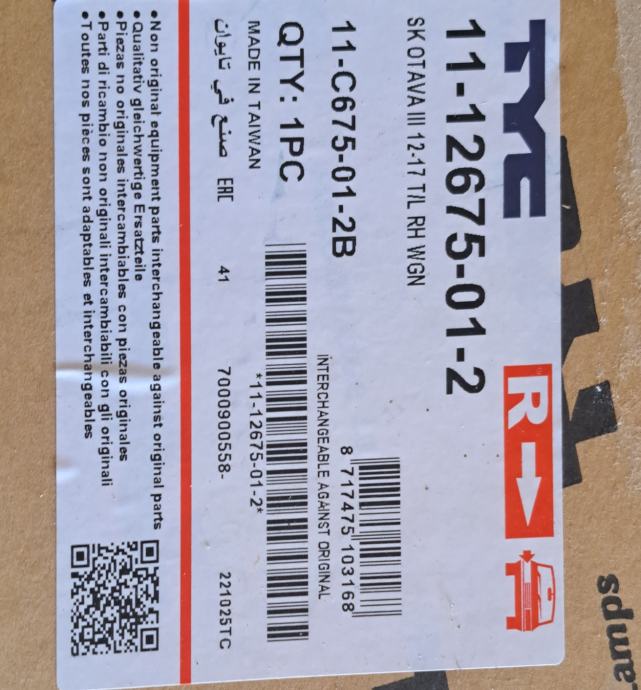 TYC
R
11-12675-01-2
SK OTAVA III 12-17 T/L RH WGN
11-C675-01-2B
INTERCHANGEABLE AGAINST ORIGINAL
8 717475 103168
QTY: 1PC
*11-12675-01-2*
MADE IN TAIWAN
صنع في تايوان EAC 41 7000900558- 221025TC
•Non original equipment parts interchangeable against original parts
•Qualitativ gleichwertige Ersatzteile
•Piezas no originales intercambiables con piezas originales
•Parti di ricambio non originali intercambiabili con gli originali
•Toutes nos pièces sont adaptables et interchangeables